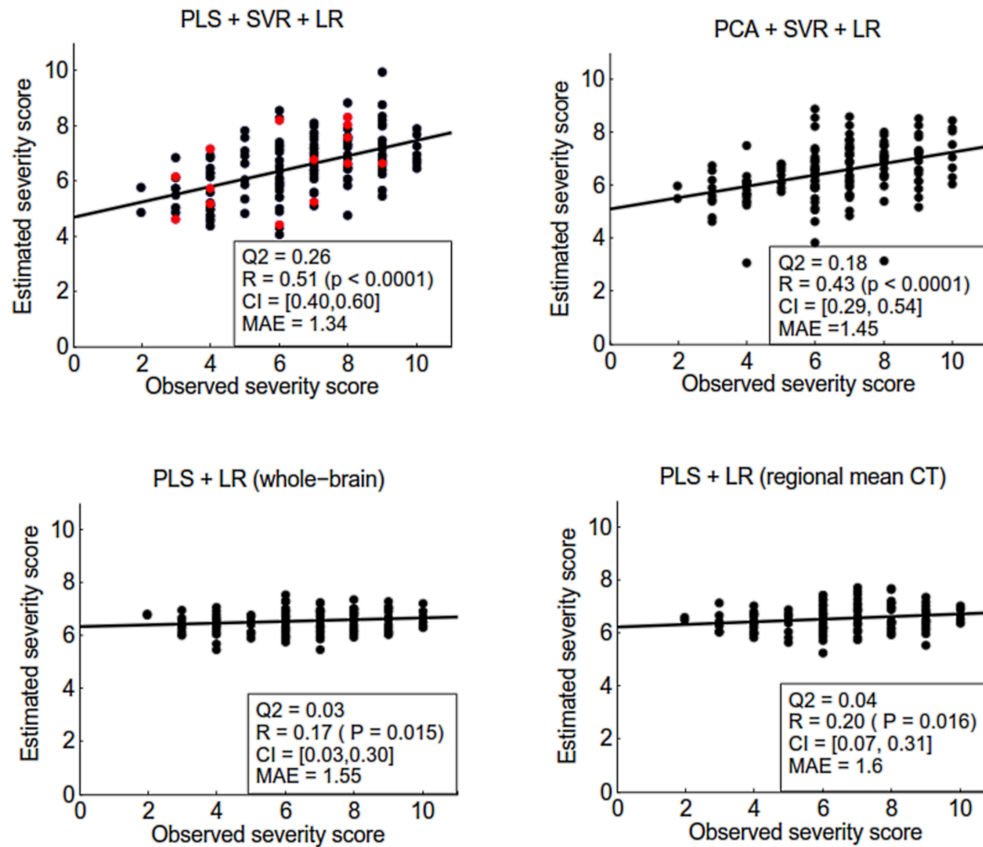 PLS + SVR + LR
Estimated severity score
10
8
6
4
2
0
Q2 = 0.26
R = 0.51 (p < 0.0001)
CI = [0.40,0.60]
MAE = 1.34
0 2 4 6 8 10
Observed severity score
PCA + SVR + LR
Estimated severity score
10
8
6
4
2
0
Q2 = 0.18
R = 0.43 (p < 0.0001)
CI = [0.29, 0.54]
MAE =1.45
0 2 4 6 8 10
Observed severity score
PLS + LR (whole−brain)
Estimated severity score
10
8
6
4
2
0
Q2 = 0.03
R = 0.17 ( P = 0.015)
CI = [0.03,0.30]
MAE = 1.55
0 2 4 6 8 10
Observed severity score
PLS + LR (regional mean CT)
Estimated severity score
10
8
6
4
2
0
Q2 = 0.04
R = 0.20 ( P = 0.016)
CI = [0.07, 0.31]
MAE = 1.6
0 2 4 6 8 10
Observed severity score